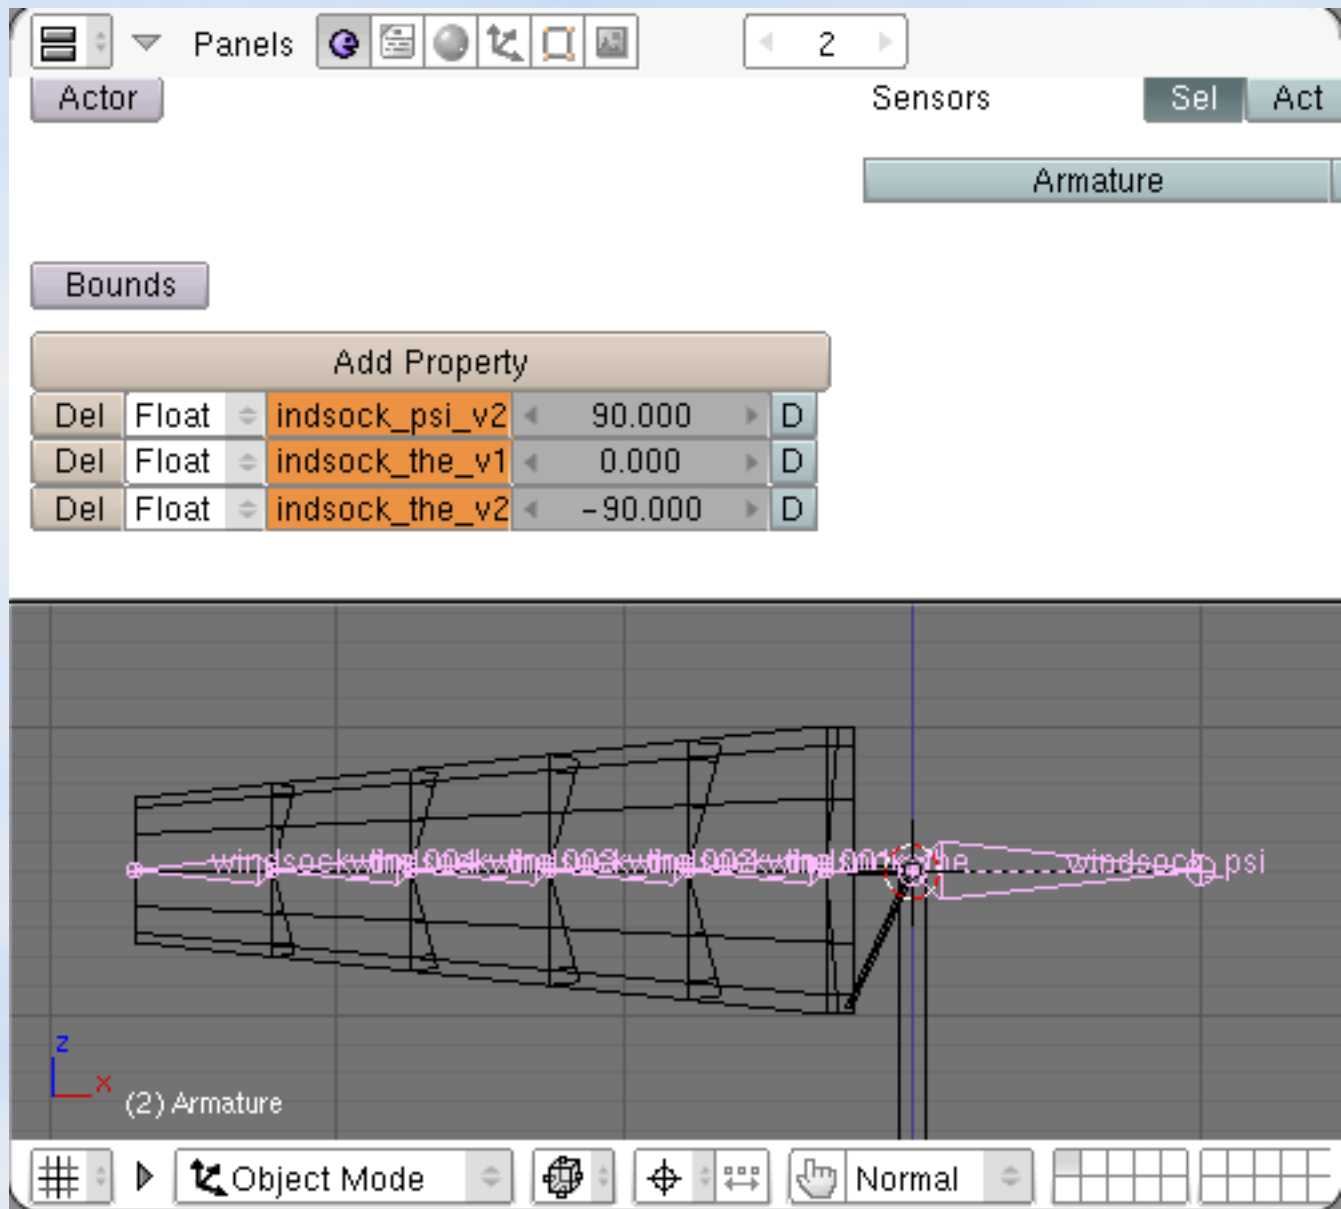 Panels
2
Actor
Sensors Sel Act
Armature
Bounds
Add Property
Del Float indsock_psi_v2 90.000 D
Del Float indsock_the_v1 0.000 D
Del Float indsock_the_v2 -90.000 D
windsock_psi
z
x
(2) Armature
Object Mode
Normal